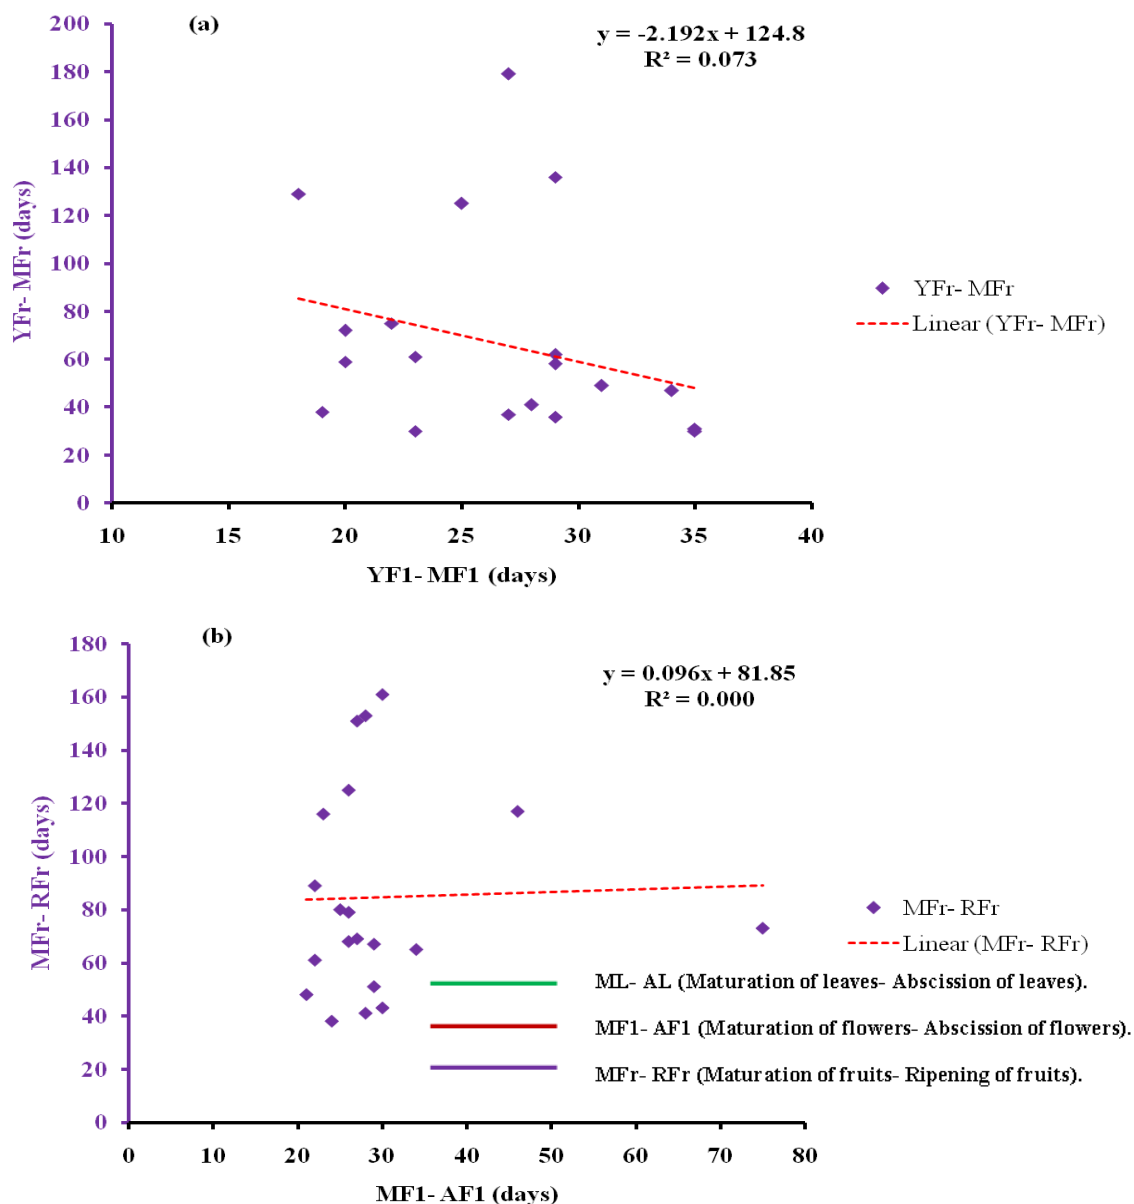 (a)
y = -2.192x + 124.8
R² = 0.073
200
180
160
140
120
100
80
60
40
20
0
YFr- MFr (days)
10 15 20 25 30 35 40
YF1- MF1 (days)
YFr- MFr
Linear (YFr- MFr)
(b)
y = 0.096x + 81.85
R² = 0.000
180
160
140
120
100
80
60
40
20
0
MFr- RFr (days)
0 10 20 30 40 50 60 70 80
MF1- AF1 (days)
MFr- RFr
Linear (MFr- RFr)
ML- AL (Maturation of leaves- Abscission of leaves).
MF1- AF1 (Maturation of flowers- Abscission of flowers).
MFr- RFr (Maturation of fruits- Ripening of fruits).